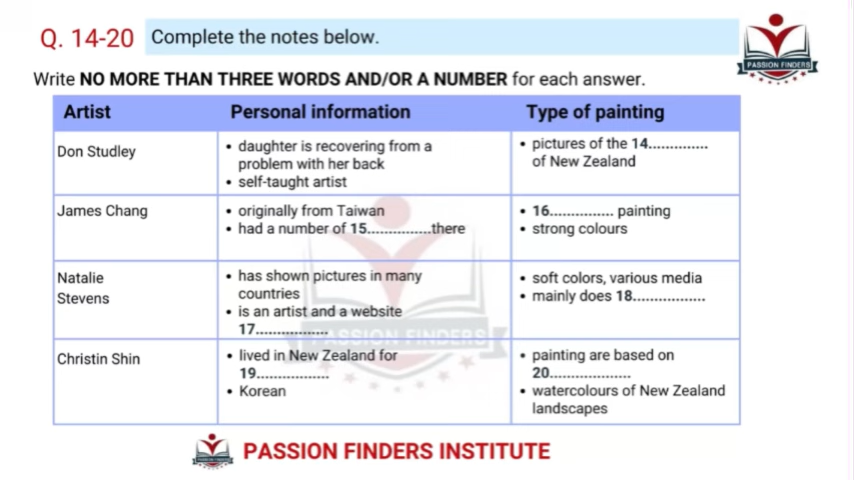 Q. 14-20
Complete the notes below.
PASSION FINDERS
Write NO MORE THAN THREE WORDS AND/OR A NUMBER for each answer.
Artist
Personal information
Type of painting
Don Studley
• daughter is recovering from a
problem with her back
• self-taught artist
• pictures of the 14..............
of New Zealand
James Chang
• originally from Taiwan
• had a number of 15...............there
• 16............... painting
• strong colours
Natalie
Stevens
• has shown pictures in many
countries
• is an artist and a website
17.................
• soft colors, various media
• mainly does 18.................
Christin Shin
• lived in New Zealand for
19.................
• Korean
• painting are based on
20...................
• watercolours of New Zealand
landscapes
PASSION FINDERS
PASSION FINDERS INSTITUTE